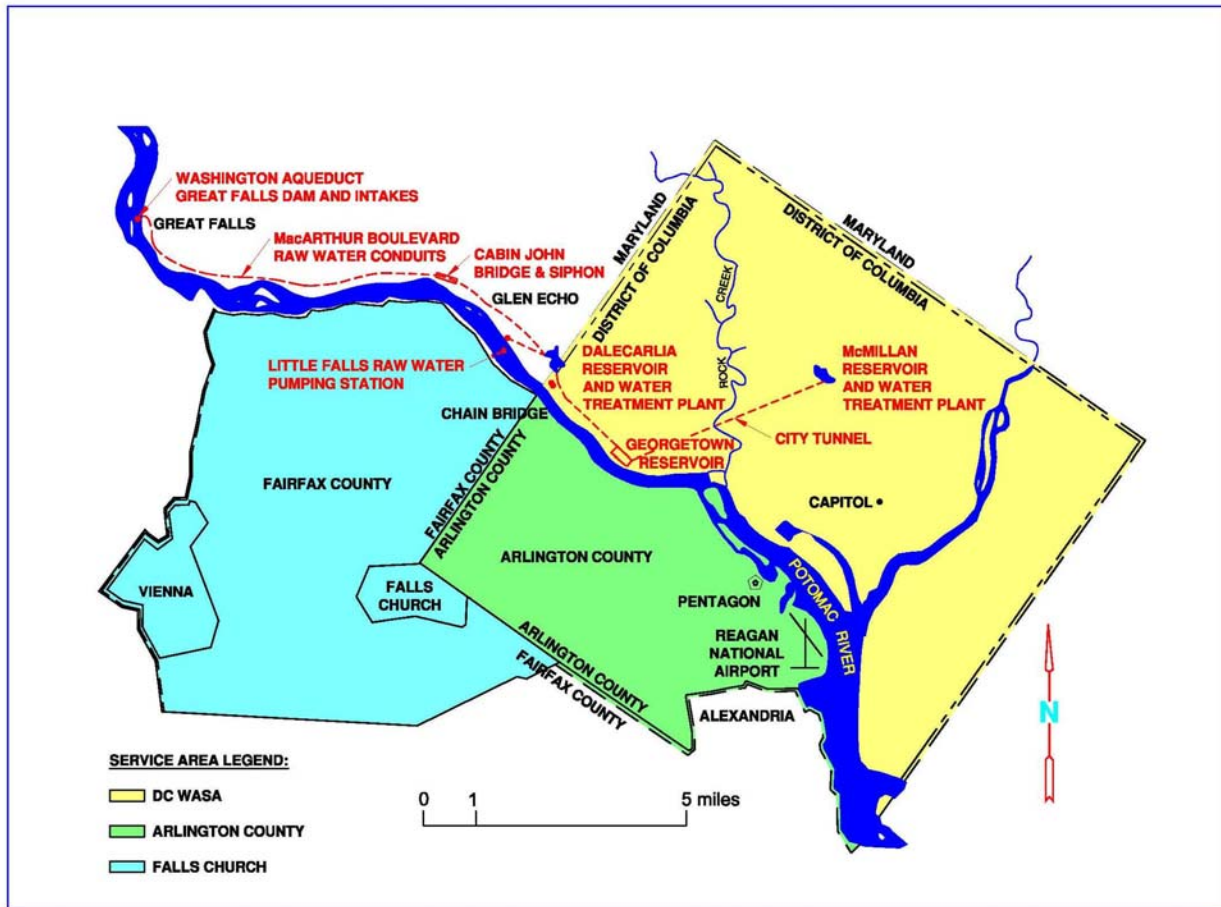 WASHINGTON AQUEDUCT
GREAT FALLS DAM AND INTAKES
GREAT FALLS
MacARTHUR BOULEVARD
RAW WATER CONDUITS
CABIN JOHN
BRIDGE & SIPHON
GLEN ECHO
MARYLAND
DISTRICT OF COLUMBIA
MARYLAND
DISTRICT OF COLUMBIA
CREEK
ROCK
LITTLE FALLS RAW WATER
PUMPING STATION
DALECARLIA
RESERVOIR
AND WATER
TREATMENT PLANT
McMILLAN
RESERVOIR
AND WATER
TREATMENT PLANT
CHAIN BRIDGE
GEORGETOWN
RESERVOIR
CITY TUNNEL
FAIRFAX COUNTY
FAIRFAX COUNTY
ARLINGTON COUNTY
CAPITOL
ARLINGTON COUNTY
VIENNA
FALLS
CHURCH
PENTAGON
POTOMAC RIVER
REAGAN
NATIONAL
AIRPORT
ARLINGTON COUNTY
FAIRFAX COUNTY
ALEXANDRIA
N
SERVICE AREA LEGEND:
DC WASA
ARLINGTON COUNTY
FALLS CHURCH
0 1 5 miles